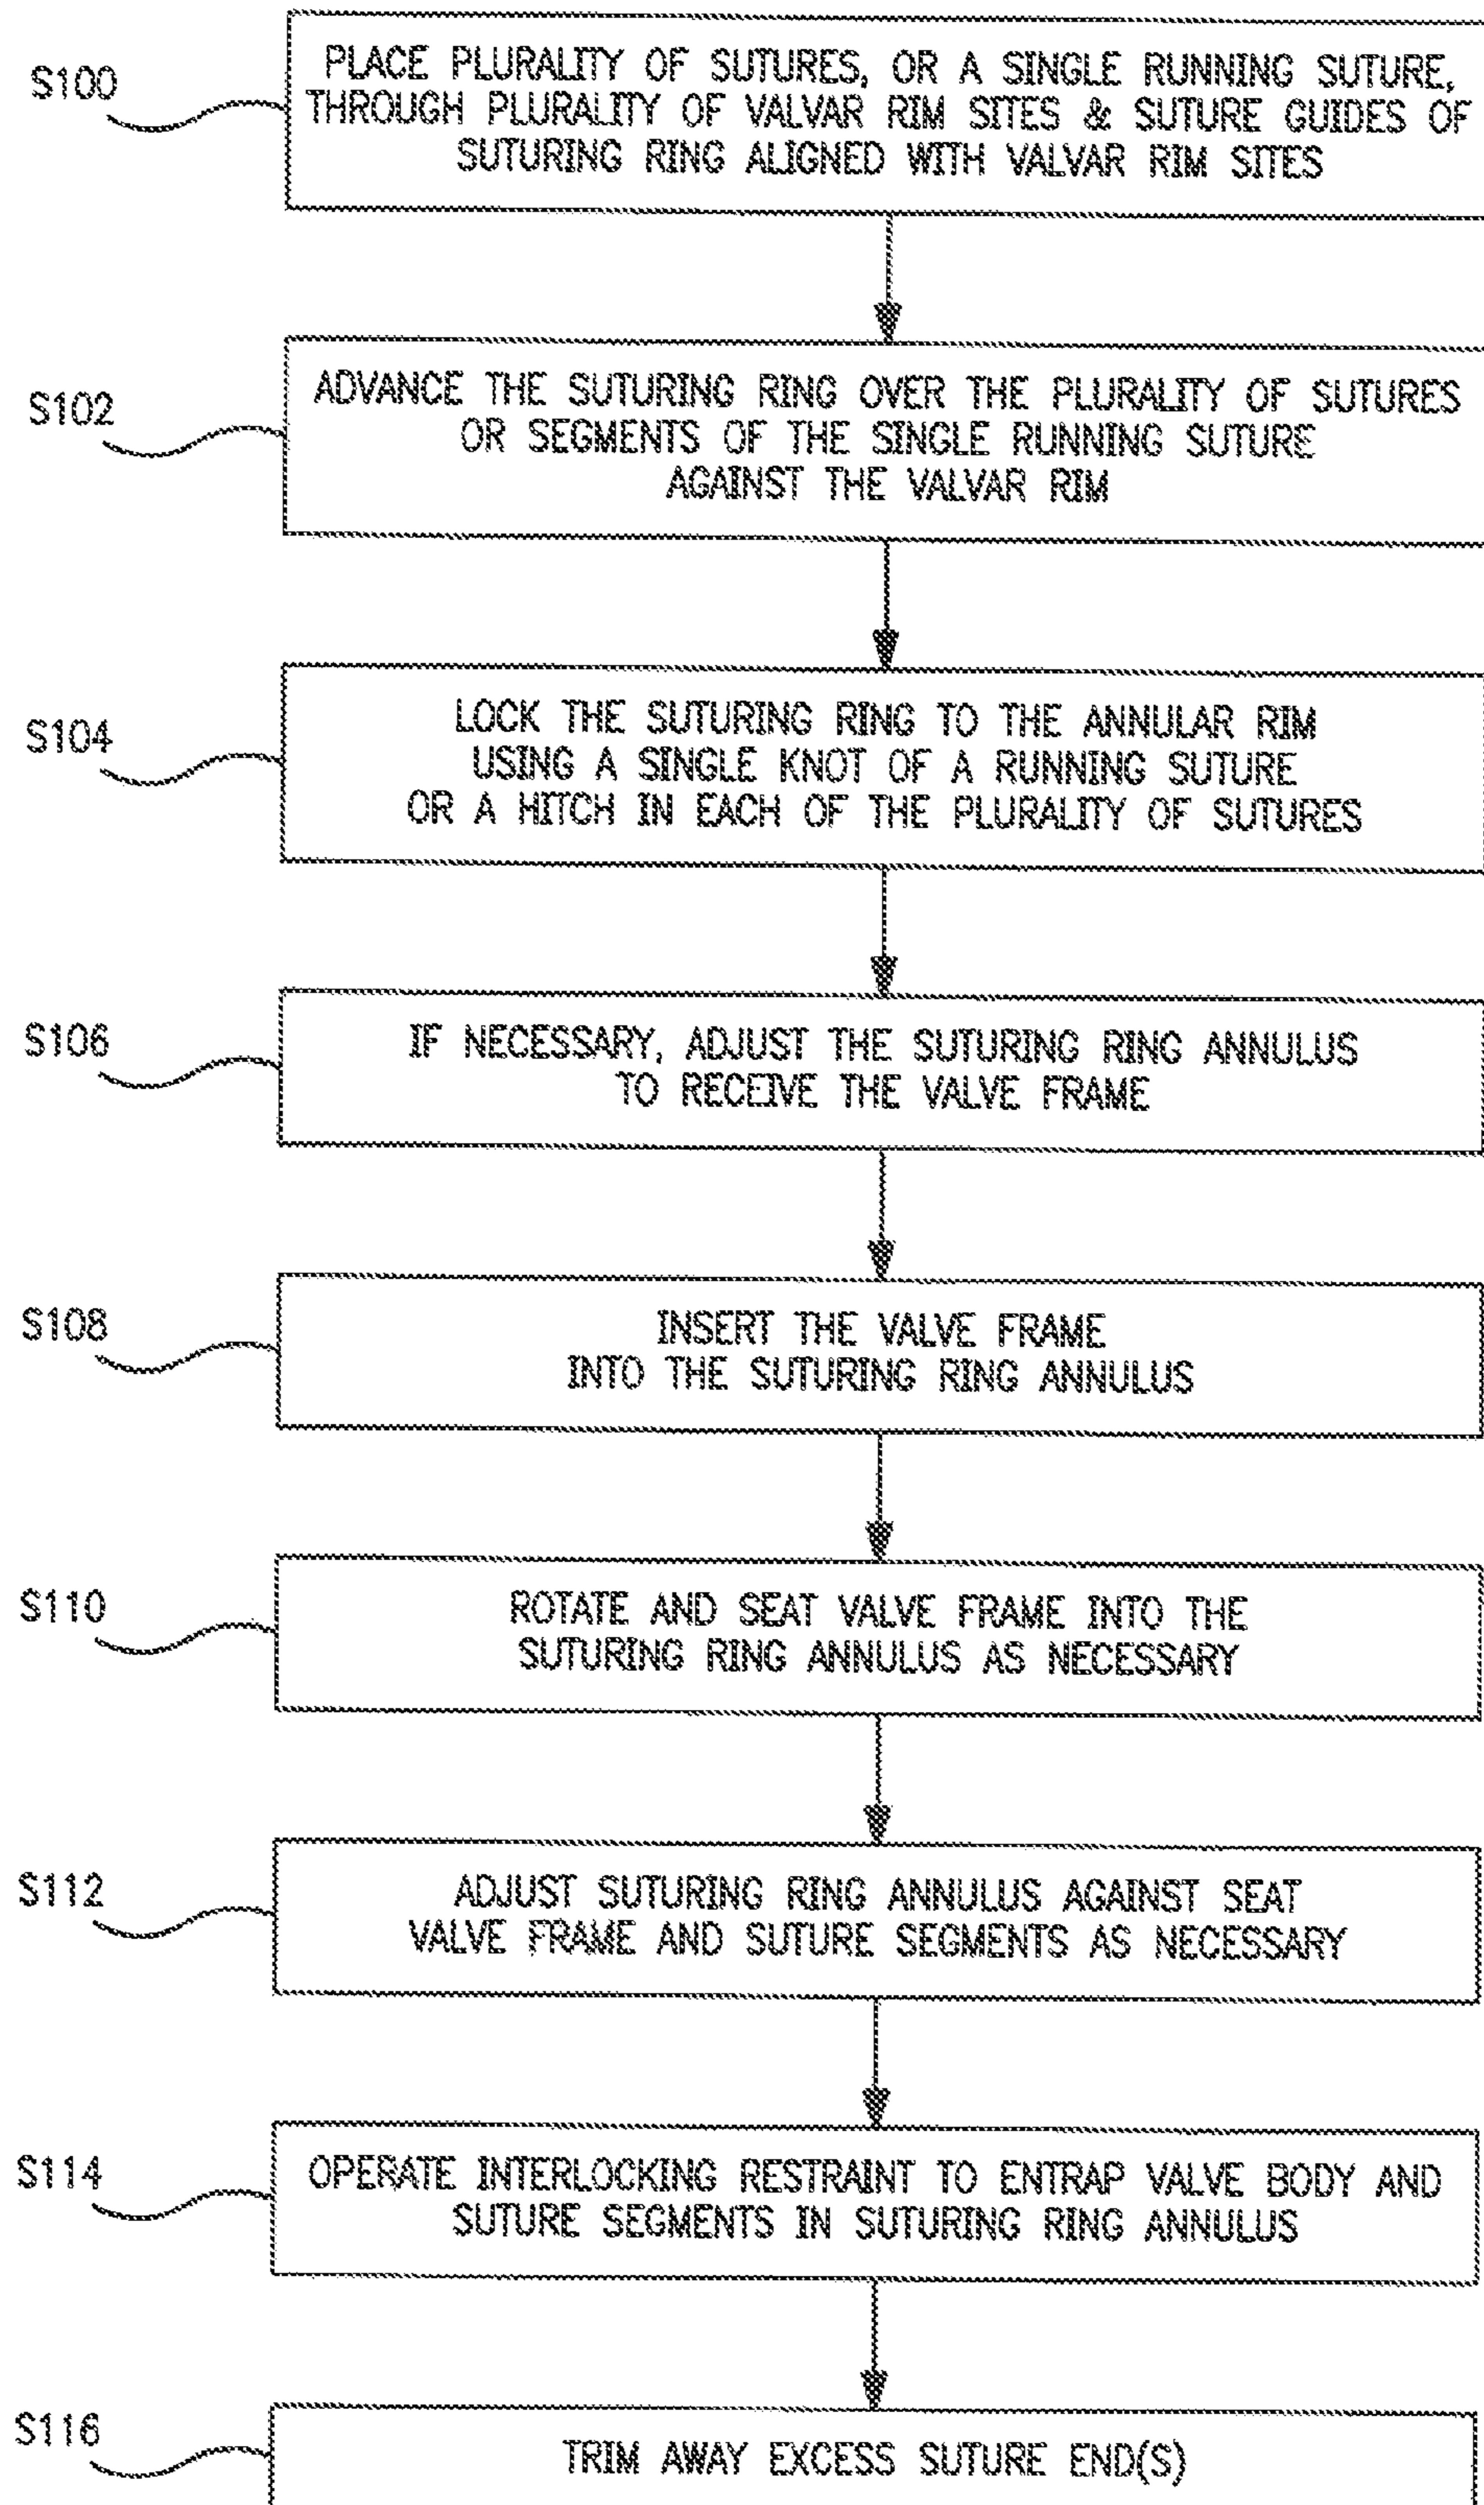 S100
PLACE PLURALITY OF SUTURES, OR A SINGLE RUNNING SUTURE,
THROUGH PLURALITY OF VALVAR RIM SITES & SUTURE GUIDES OF
SUTURING RING ALIGNED WITH VALVAR RIM SITES
S102
ADVANCE THE SUTURING RING OVER THE PLURALITY OF SUTURES
OR SEGMENTS OF THE SINGLE RUNNING SUTURE
AGAINST THE VALVAR RIM
S104
LOCK THE SUTURING RING TO THE ANNULAR RIM
USING A SINGLE KNOT OF A RUNNING SUTURE
OR A HITCH IN EACH OF THE PLURALITY OF SUTURES
S106
IF NECESSARY, ADJUST THE SUTURING RING ANNULUS
TO RECEIVE THE VALVE FRAME
S108
INSERT THE VALVE FRAME
INTO THE SUTURING RING ANNULUS
S110
ROTATE AND SEAT VALVE FRAME INTO THE
SUTURING RING ANNULUS AS NECESSARY
S112
ADJUST SUTURING RING ANNULUS AGAINST SEAT
VALVE FRAME AND SUTURE SEGMENTS AS NECESSARY
S114
OPERATE INTERLOCKING RESTRAINT TO ENTRAP VALVE BODY AND
SUTURE SEGMENTS IN SUTURING RING ANNULUS
S116
TRIM AWAY EXCESS SUTURE END(S)